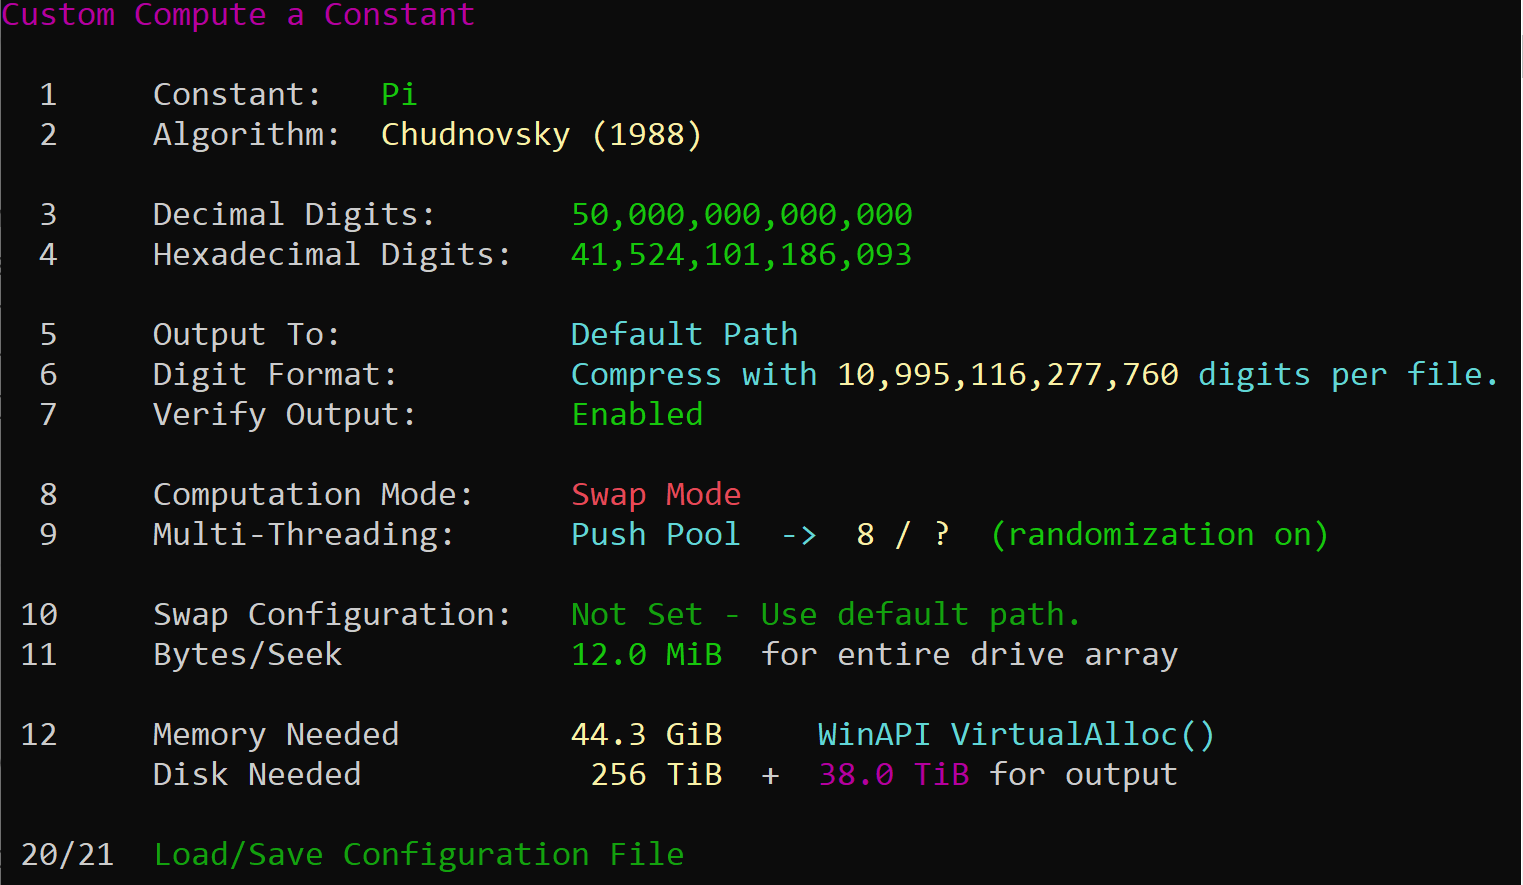 Custom Compute a Constant
1 Constant: Pi
2 Algorithm: Chudnovsky (1988)
3 Decimal Digits: 50,000,000,000,000
4 Hexadecimal Digits: 41,524,101,186,093
5 Output To: Default Path
6 Digit Format: Compress with 10,995,116,277,760 digits per file.
7 Verify Output: Enabled
8 Computation Mode: Swap Mode
9 Multi-Threading: Push Pool -> 8 / ? (randomization on)
10 Swap Configuration: Not Set - Use default path.
11 Bytes/Seek 12.0 MiB for entire drive array
12 Memory Needed 44.3 GiB WinAPI VirtualAlloc()
Disk Needed 256 TiB + 38.0 TiB for output
20/21 Load/Save Configuration File